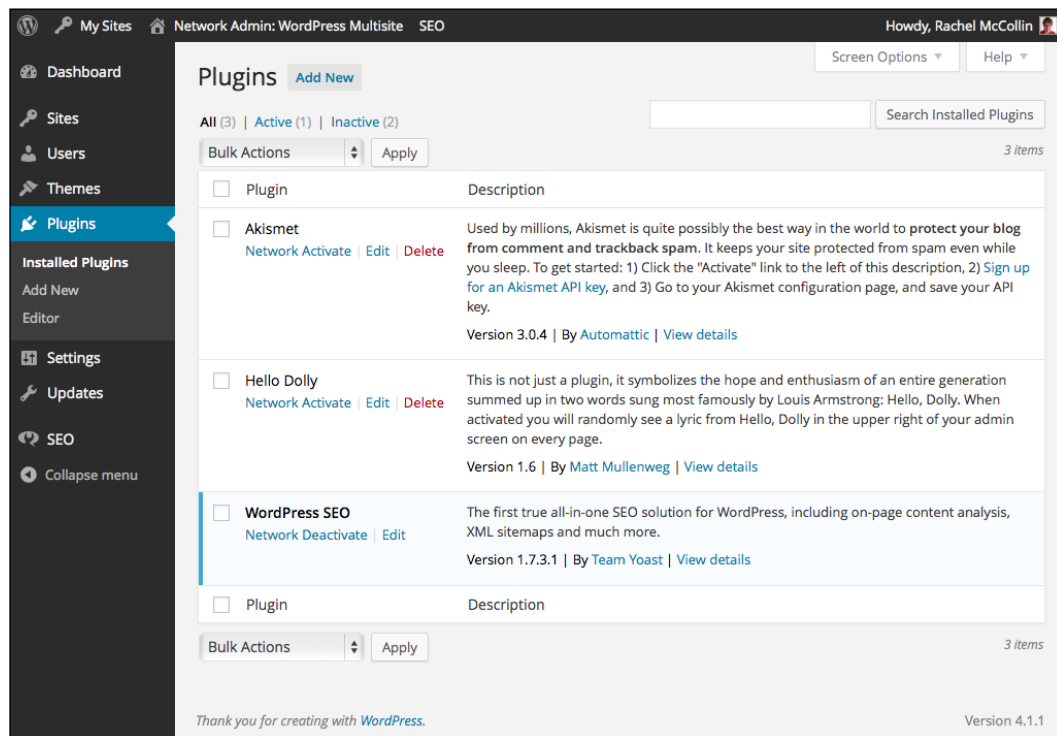 My Sites Network Admin: WordPress Multisite SEO Howdy, Rachel McCollin
Screen Options Help
Dashboard
Sites
Users
Themes
Plugins
Installed Plugins
Add New
Editor
Settings
Updates
SEO
Collapse menu
Plugins Add New
All (3) | Active (1) | Inactive (2)
Search Installed Plugins
Bulk Actions Apply 3 items
Plugin Description
Akismet
Network Activate | Edit | Delete
Used by millions, Akismet is quite possibly the best way in the world to protect your blog
from comment and trackback spam. It keeps your site protected from spam even while
you sleep. To get started: 1) Click the "Activate" link to the left of this description, 2) Sign up
for an Akismet API key, and 3) Go to your Akismet configuration page, and save your API
key.
Version 3.0.4 | By Automattic | View details
Hello Dolly
Network Activate | Edit | Delete
This is not just a plugin, it symbolizes the hope and enthusiasm of an entire generation
summed up in two words sung most famously by Louis Armstrong: Hello, Dolly. When
activated you will randomly see a lyric from Hello, Dolly in the upper right of your admin
screen on every page.
Version 1.6 | By Matt Mullenweg | View details
WordPress SEO
Network Deactivate | Edit
The first true all-in-one SEO solution for WordPress, including on-page content analysis,
XML sitemaps and much more.
Version 1.7.3.1 | By Team Yoast | View details
Plugin Description
Bulk Actions Apply 3 items
Thank you for creating with WordPress. Version 4.1.1